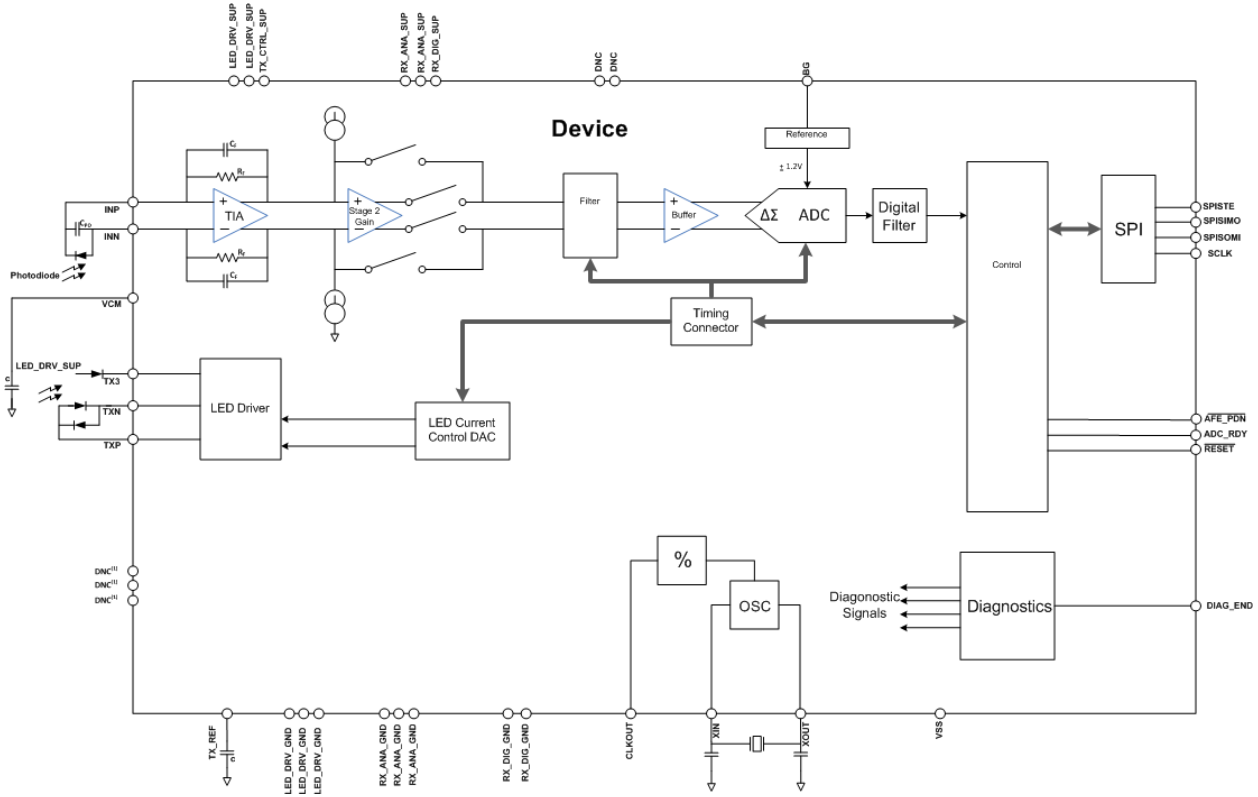 LED_DRV_SUP
LED_DRV_SUP
TX_CTRL_SUP
RX_ANA_SUP
RX_ANA_SUP
RX_DIG_SUP
DNC
DNC
BG
Device
Reference
± 1.2V
Cf
Rf
INP
CPD
INN
Photodiode
+
TIA
−
Rf
Cf
+
Stage 2
Gain
−
Filter
+
Buffer
−
ΔΣ ADC
Digital
Filter
Control
SPI
SPISTE
SPISIMO
SPISOMI
SCLK
VCM
C
Timing
Connector
LED_DRV_SUP
TX3
TXN
TXP
LED Driver
LED Current
Control DAC
AFE_PDN
ADC_RDY
RESET
DNC(1)
DNC(1)
DNC(1)
%
OSC
Diagonostic
Signals
Diagnostics
DIAG_END
TX_REF
C
LED_DRV_GND
LED_DRV_GND
LED_DRV_GND
RX_ANA_GND
RX_ANA_GND
RX_ANA_GND
RX_DIG_GND
RX_DIG_GND
CLKOUT
XIN
XOUT
VSS